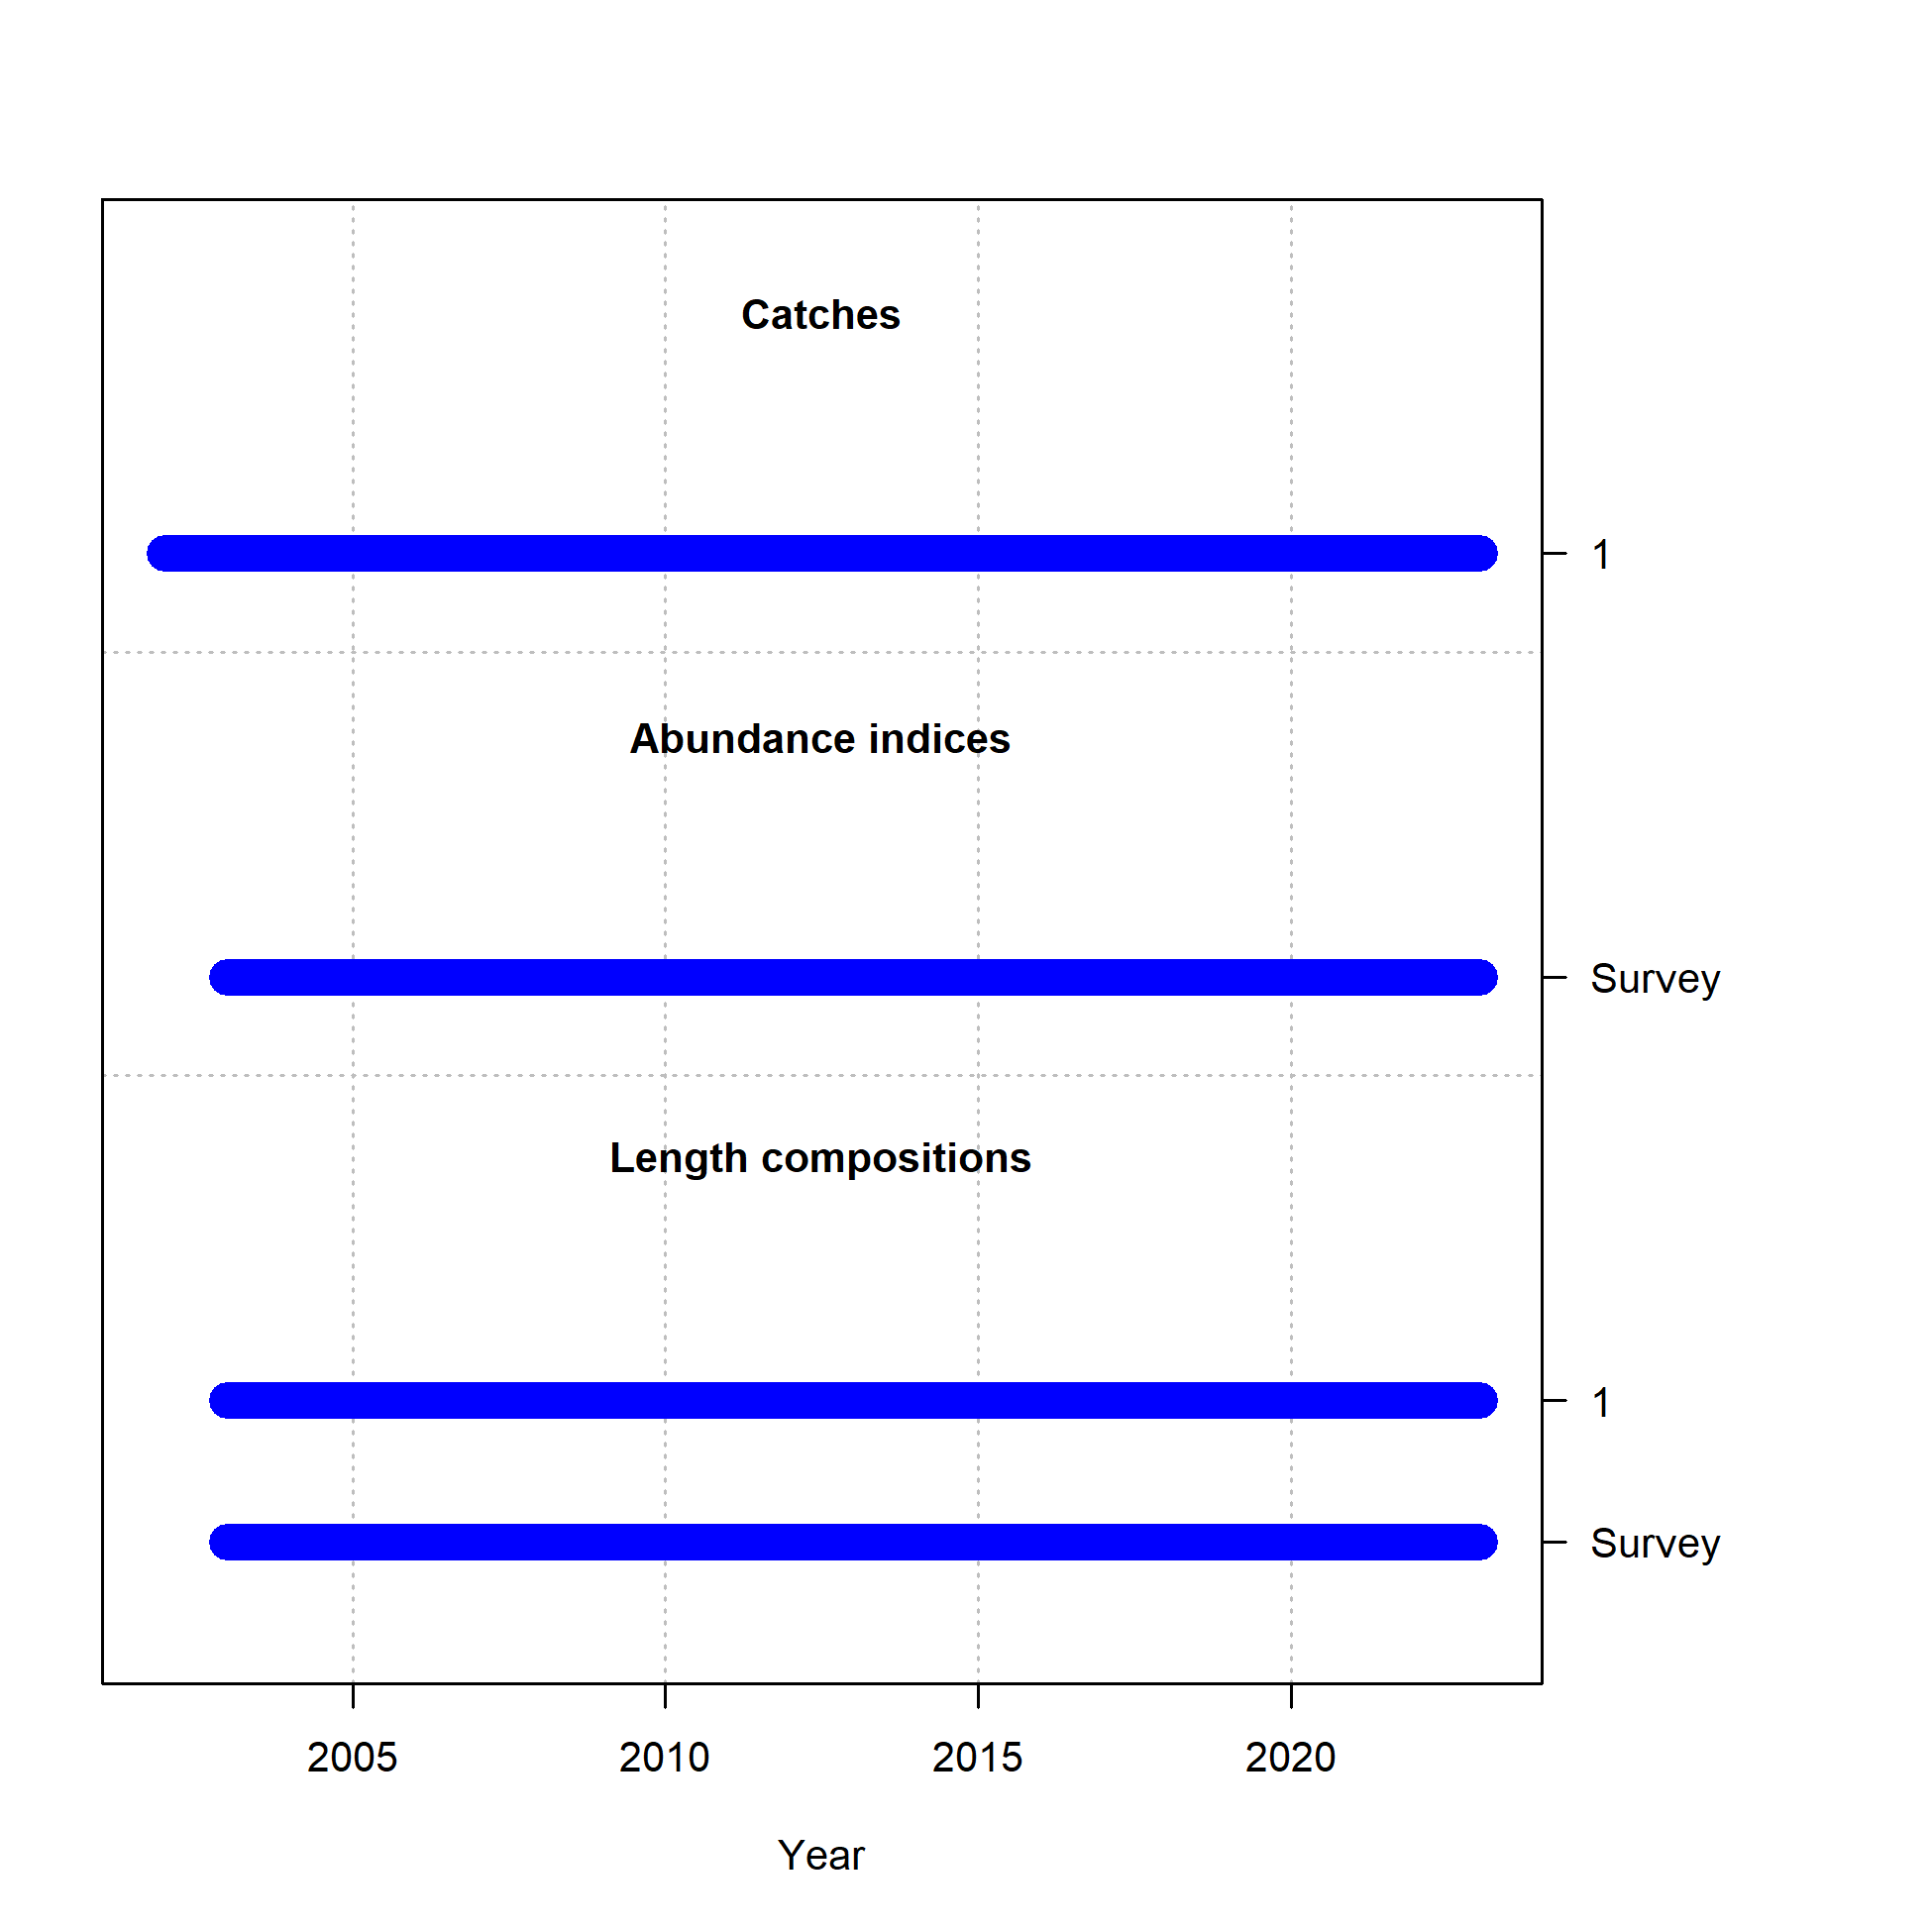 Catches
1
Abundance indices
Survey
Length compositions
1
Survey
2005 2010 2015 2020
Year